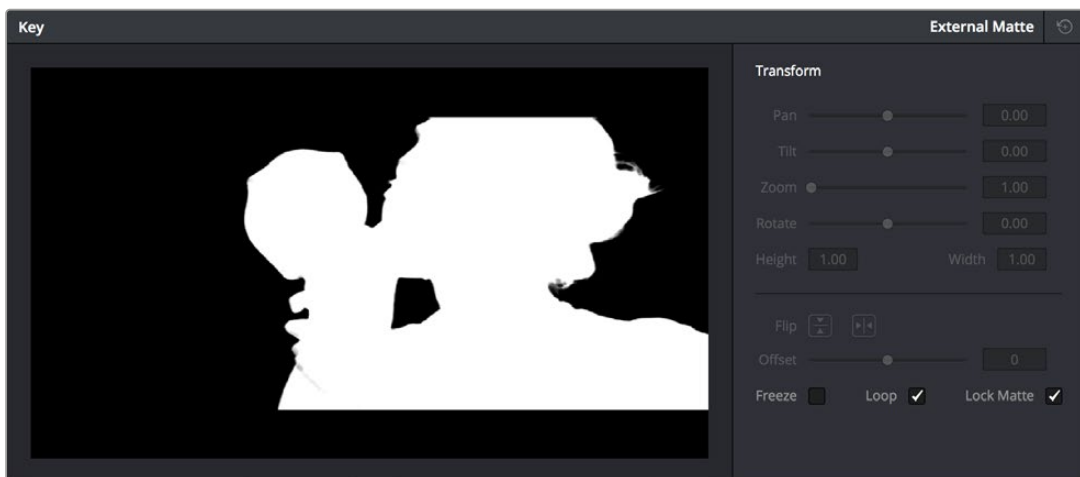 Key External Matte
Transform
Pan 0.00
Tilt 0.00
Zoom 1.00
Rotate 0.00
Height 1.00 Width 1.00
Flip
Offset 0
Freeze Loop Lock Matte